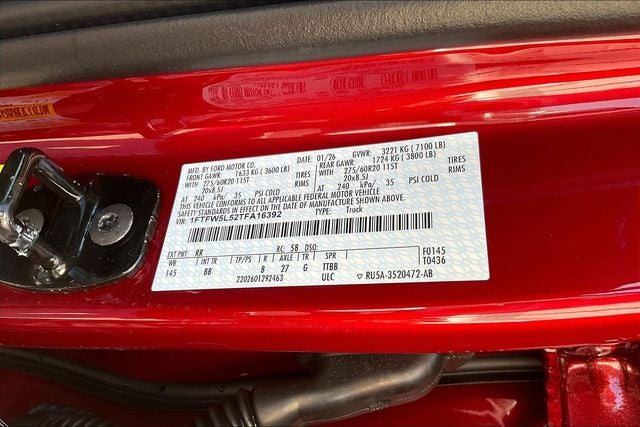 MFD. BY FORD MOTOR CO.
DATE: 01/26 GVWR: 3221 KG ( 7100 LB)
FRONT GAWR: 1633 KG ( 3600 LB) REAR GAWR: 1724 KG ( 3800 LB)
WITH 275/60R20 115T TIRES WITH 275/60R20 115T TIRES
20x8.5J RIMS 20x8.5J RIMS
AT 240 kPa/ 35 PSI COLD AT 240 kPa/ 35 PSI COLD
THIS VEHICLE CONFORMS TO ALL APPLICABLE FEDERAL MOTOR VEHICLE
SAFETY STANDARDS IN EFFECT ON THE DATE OF MANUFACTURE SHOWN ABOVE.
VIN: 1FTFW5L52TFA16392
TYPE: Truck
F0145
T0436
EXT PNT: RR RC: 58 DSO:
WB INT TR TP/PS R AXLE TR SPR
145 BB 8 27 G ITBB
2202601292463 ULC
RU5A-3520472-AB